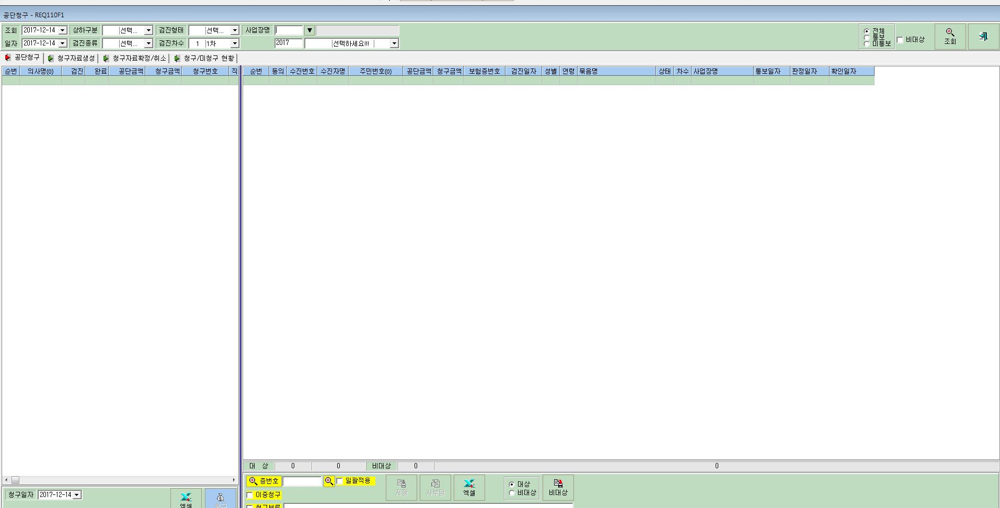 공단청구 - REQ110F1
조회 2017-12-14 상하구분 선택... 검진형태 선택... 사업장명
일자 2017-12-14 검진종류 선택... 검진차수 1 1차 2017 선택하세요!!!
전체
통보
미통보
비대상
조회
공단청구 청구자료생성 청구자료확정/취소 청구/미청구 현황
순번 의사명(0) 검진 완료 공단금액 청구금액 청구번호 직
순번 동의 수진번호 수진자명 주민번호(0) 공단금액 청구금액 보험증번호 검진일자 성별 연령 묶음명 상태 차수 사업장명 통보일자 판정일자 확인일자
대 상 0 0 비대상 0 0
증번호 일괄적용
이중청구
청구보류
저장 사부담 엑셀
대상
비대상
비대상
청구일자 2017-12-14
엑셀 청구